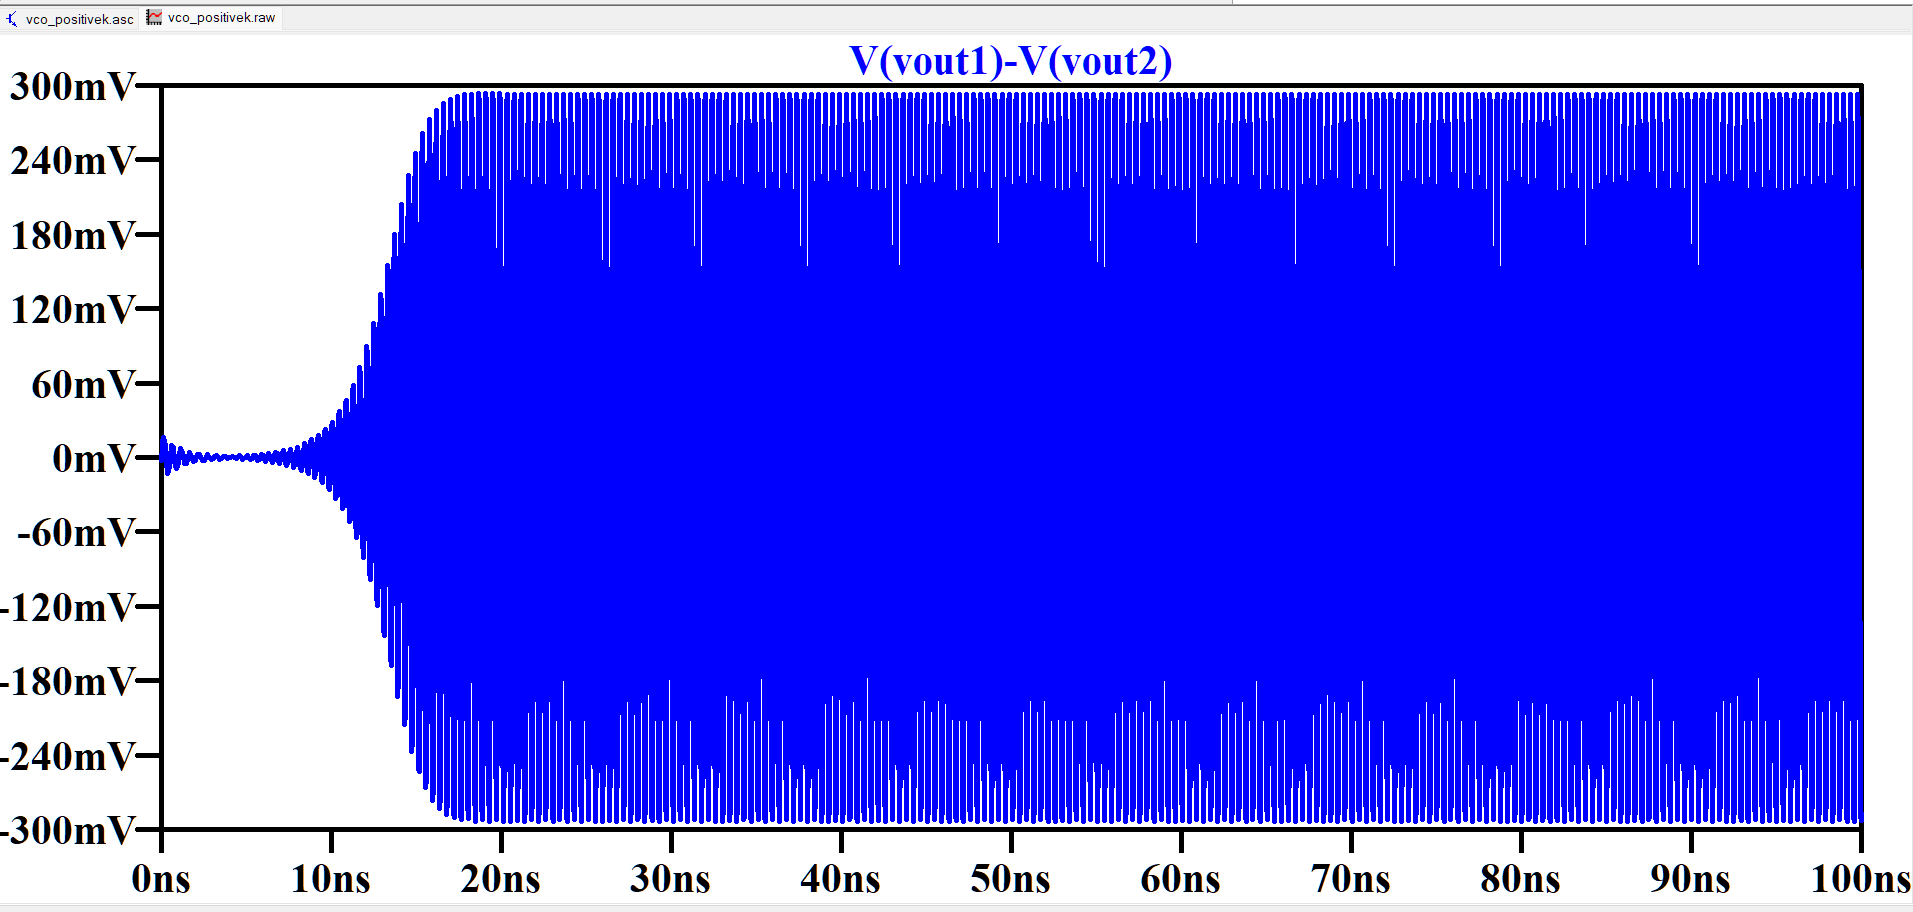 vco_positivek.asc vco_positivek.raw
V(vout1)-V(vout2)
300mV
240mV
180mV
120mV
60mV
0mV
-60mV
-120mV
-180mV
-240mV
-300mV
0ns 10ns 20ns 30ns 40ns 50ns 60ns 70ns 80ns 90ns 100ns